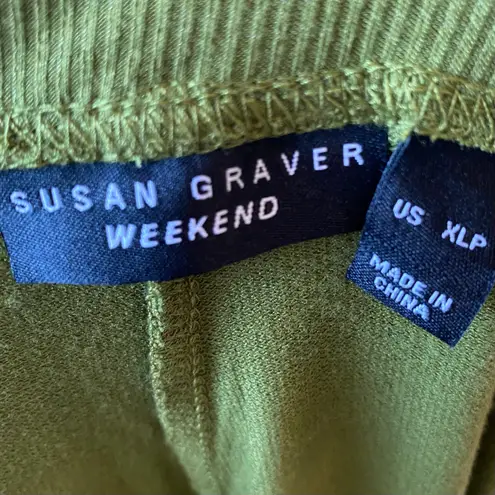 SUSAN GRAVER
WEEKEND
US XLP
MADE IN
CHINA